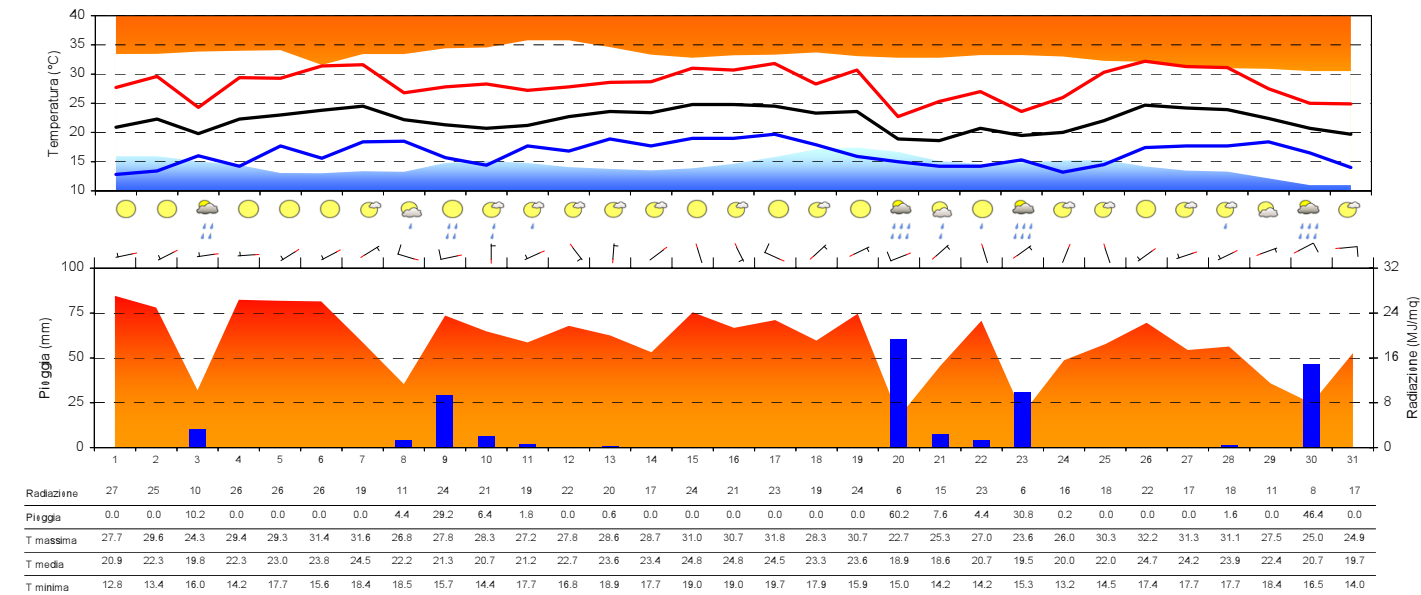 40
35
30
25
20
15
10
Temperatura (°C)
100
75
50
25
0
Pioggia (mm)
32
24
16
8
0
Radiazione (MJ/mq)
1 2 3 4 5 6 7 8 9 10 11 12 13 14 15 16 17 18 19 20 21 22 23 24 25 26 27 28 29 30 31
Radiazione 27 25 10 26 26 26 19 11 24 21 19 22 20 17 24 21 23 19 24 6 15 23 6 16 18 22 17 18 11 8 17
Pioggia 0.0 0.0 10.2 0.0 0.0 0.0 0.0 4.4 29.2 6.4 1.8 0.0 0.6 0.0 0.0 0.0 0.0 0.0 0.0 60.2 7.6 4.4 30.8 0.2 0.0 0.0 0.0 1.6 0.0 46.4 0.0
T massima 27.7 29.6 24.3 29.4 29.3 31.4 31.6 26.8 27.8 28.3 27.2 27.8 28.6 28.7 31.0 30.7 31.8 28.3 30.7 22.7 25.3 27.0 23.6 26.0 30.3 32.2 31.3 31.1 27.5 25.0 24.9
T media 20.9 22.3 19.8 22.3 23.0 23.8 24.5 22.2 21.3 20.7 21.2 22.7 23.6 23.4 24.8 24.8 24.5 23.3 23.6 18.9 18.6 20.7 19.5 20.0 22.0 24.7 24.2 23.9 22.4 20.7 19.7
T minima 12.8 13.4 16.0 14.2 17.7 15.6 18.4 18.5 15.7 14.4 17.7 16.8 18.9 17.7 19.0 19.0 19.7 17.9 15.9 15.0 14.2 14.2 15.3 13.2 14.5 17.4 17.7 17.7 18.4 16.5 14.0